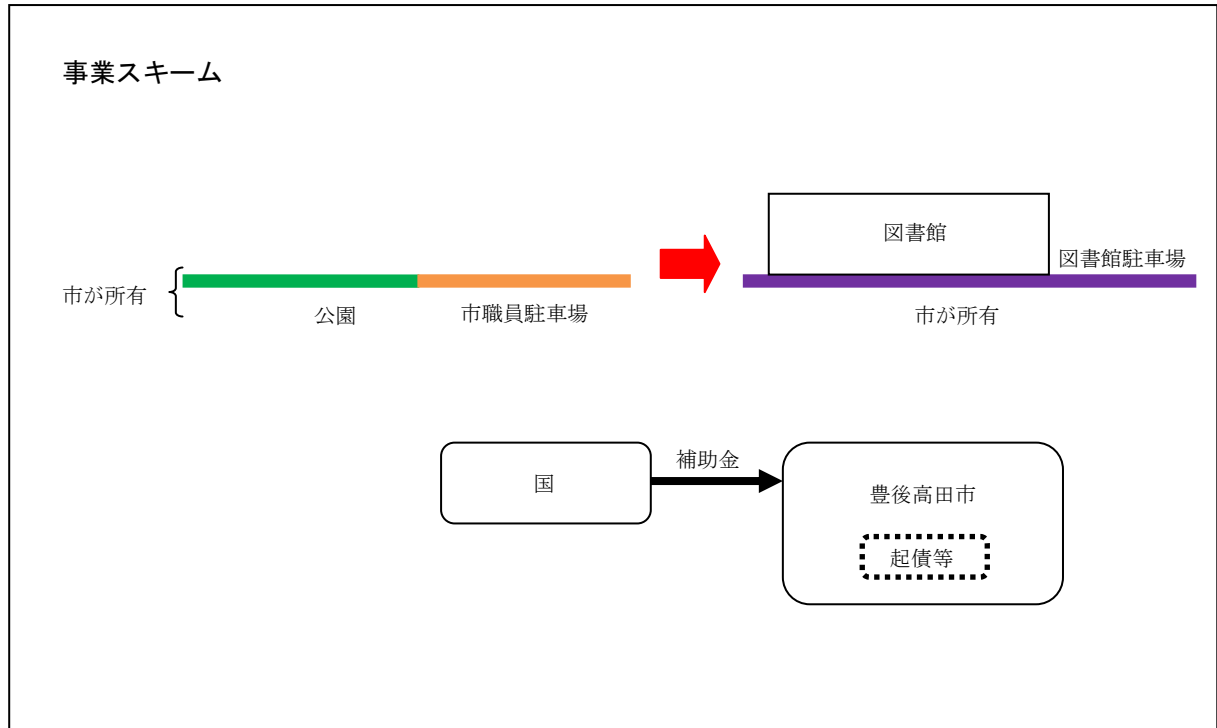 事業スキーム
図書館
図書館駐車場
市が所有
公園
市職員駐車場
市が所有
国
補助金
豊後高田市
起債等